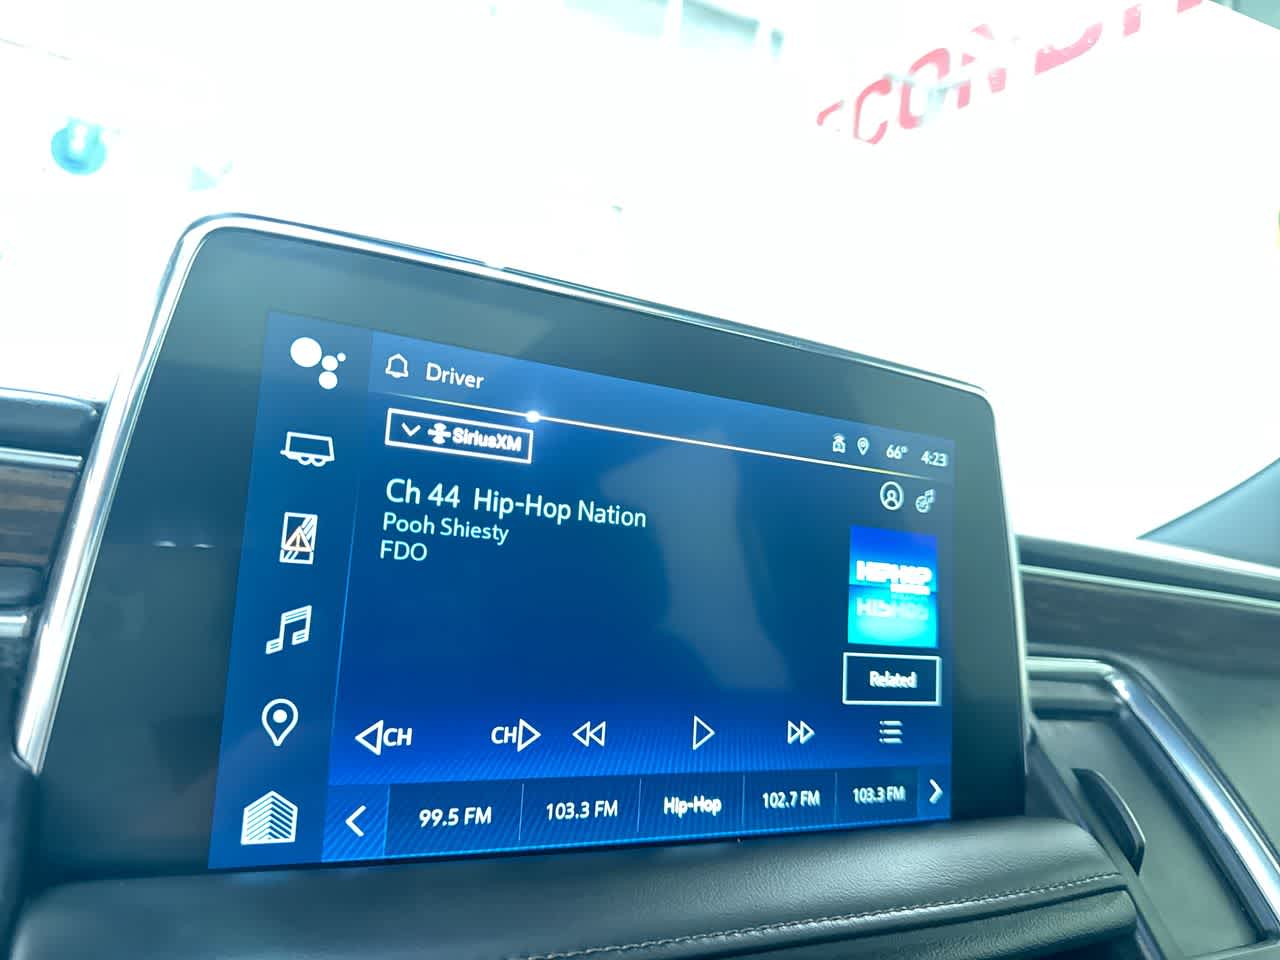 Driver
SiriusXM
66° 4:23
Ch 44 Hip-Hop Nation
Pooh Shiesty
FDO
HIPHOP
Related
CH CH
99.5 FM 103.3 FM Hip-Hop 102.7 FM 103.3 FM